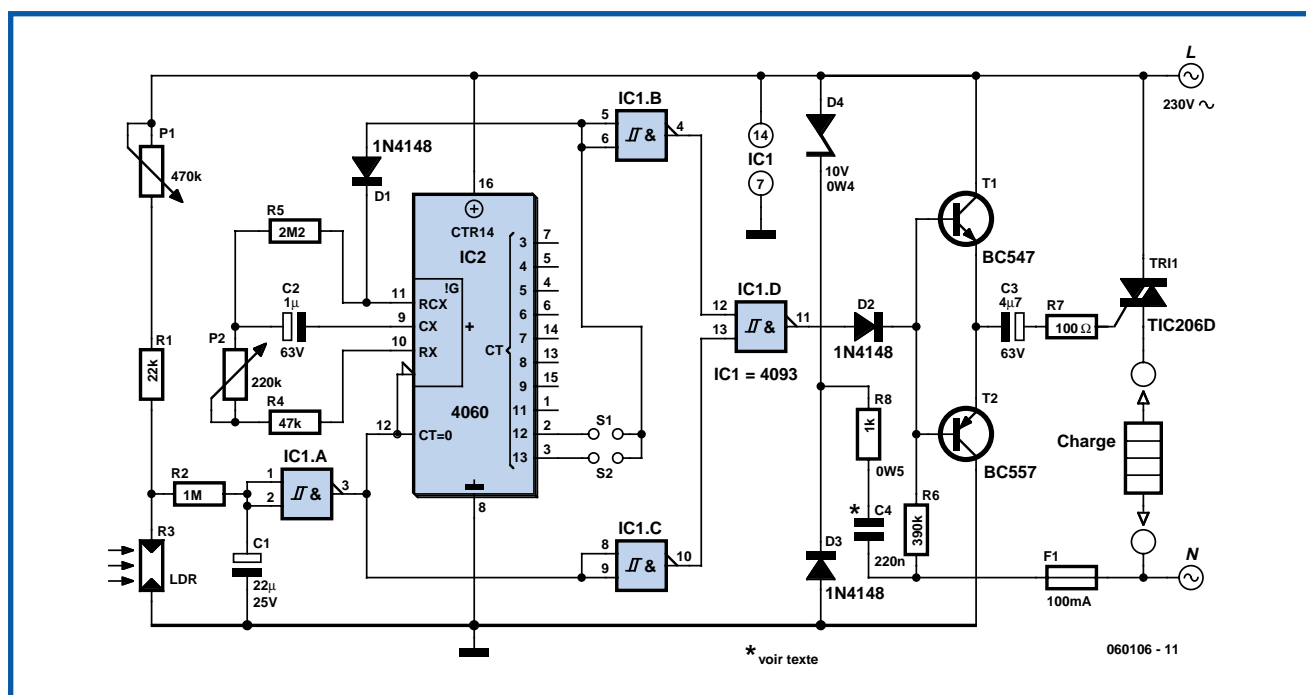 L
230V ∿
P1
470k
1N4148
D1
IC1.B
5
6
4
&
14
IC1
7
D4
10V
0W4
T1
BC547
TRI1
TIC206D
R5
2M2
C2
1µ
63V
P2
220k
R4
47k
R1
22k
16
CTR14
IC2
!G
11
RCX
9
CX
10
RX
CT
4060
12
CT=0
8
3
7
4
5
5
4
6
6
7
14
8
13
9
15
11
1
12
2
13
3
S1
S2
IC1.D
12
13
11
&
IC1 = 4093
D2
1N4148
C3
4µ7
63V
R7
100Ω
T2
BC557
R8
1k
0W5
* C4
220n
R6
390k
Charge
R2
1M
IC1.A
1
2
3
&
R3
LDR
C1
22µ
25V
IC1.C
8
9
10
&
D3
1N4148
F1
100mA
N
* voir texte
060106 - 11